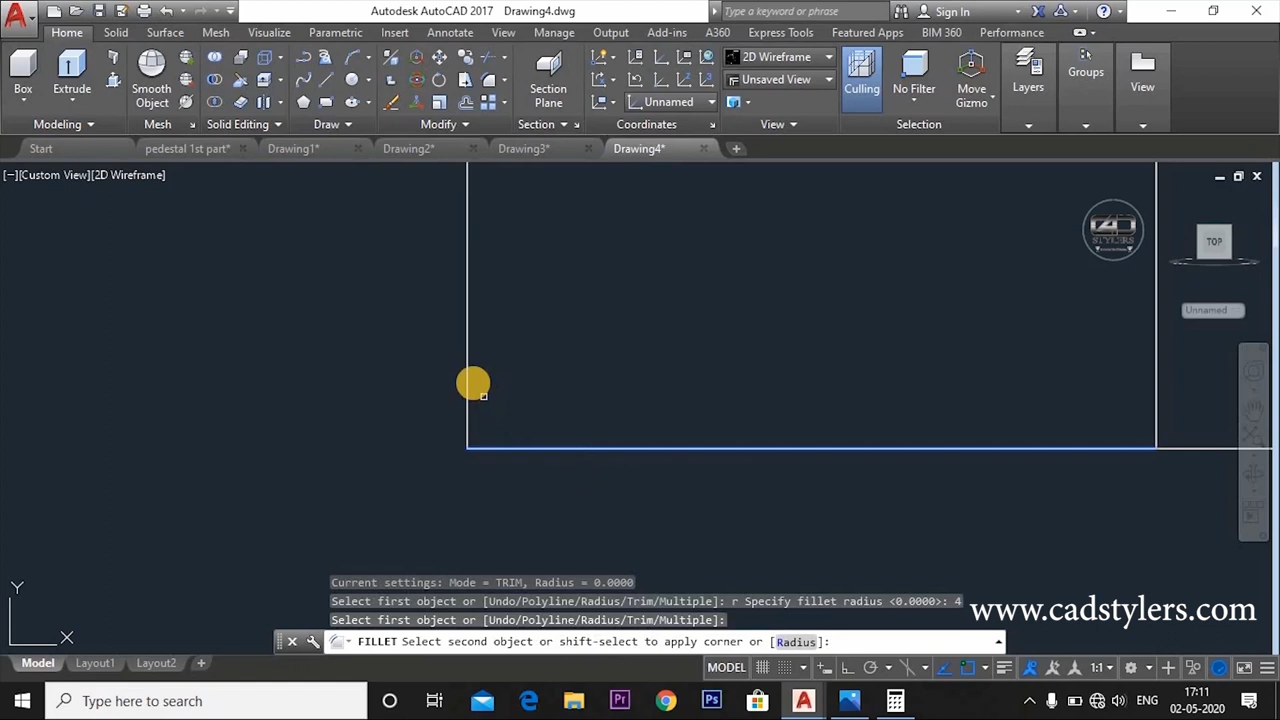 Autodesk AutoCAD 2017 Drawing4.dwg
Type a keyword or phrase
Sign In
Home Solid Surface Mesh Visualize Parametric Insert Annotate View Manage Output Add-ins A360 Express Tools Featured Apps BIM 360 Performance
2D Wireframe
Unsaved View
Unnamed
Box Extrude Smooth Object Section Plane Culling No Filter Move Gizmo Layers Groups View
Modeling Mesh Solid Editing Draw Modify Section Coordinates View Selection
Start pedestal 1st part* Drawing1* Drawing2* Drawing3* Drawing4*
[−][Custom View][2D Wireframe]
STYLERS
TOP
Unnamed
Y
X
Current settings: Mode = TRIM, Radius = 0.0000
Select first object or [Undo/Polyline/Radius/Trim/Multiple]: r Specify fillet radius <0.0000>: 4
Select first object or [Undo/Polyline/Radius/Trim/Multiple]:
www.cadstylers.com
FILLET Select second object or shift-select to apply corner or [Radius]:
Model Layout1 Layout2
MODEL
1:1
Type here to search
Pr
Ps
ENG
17:11
02-05-2020